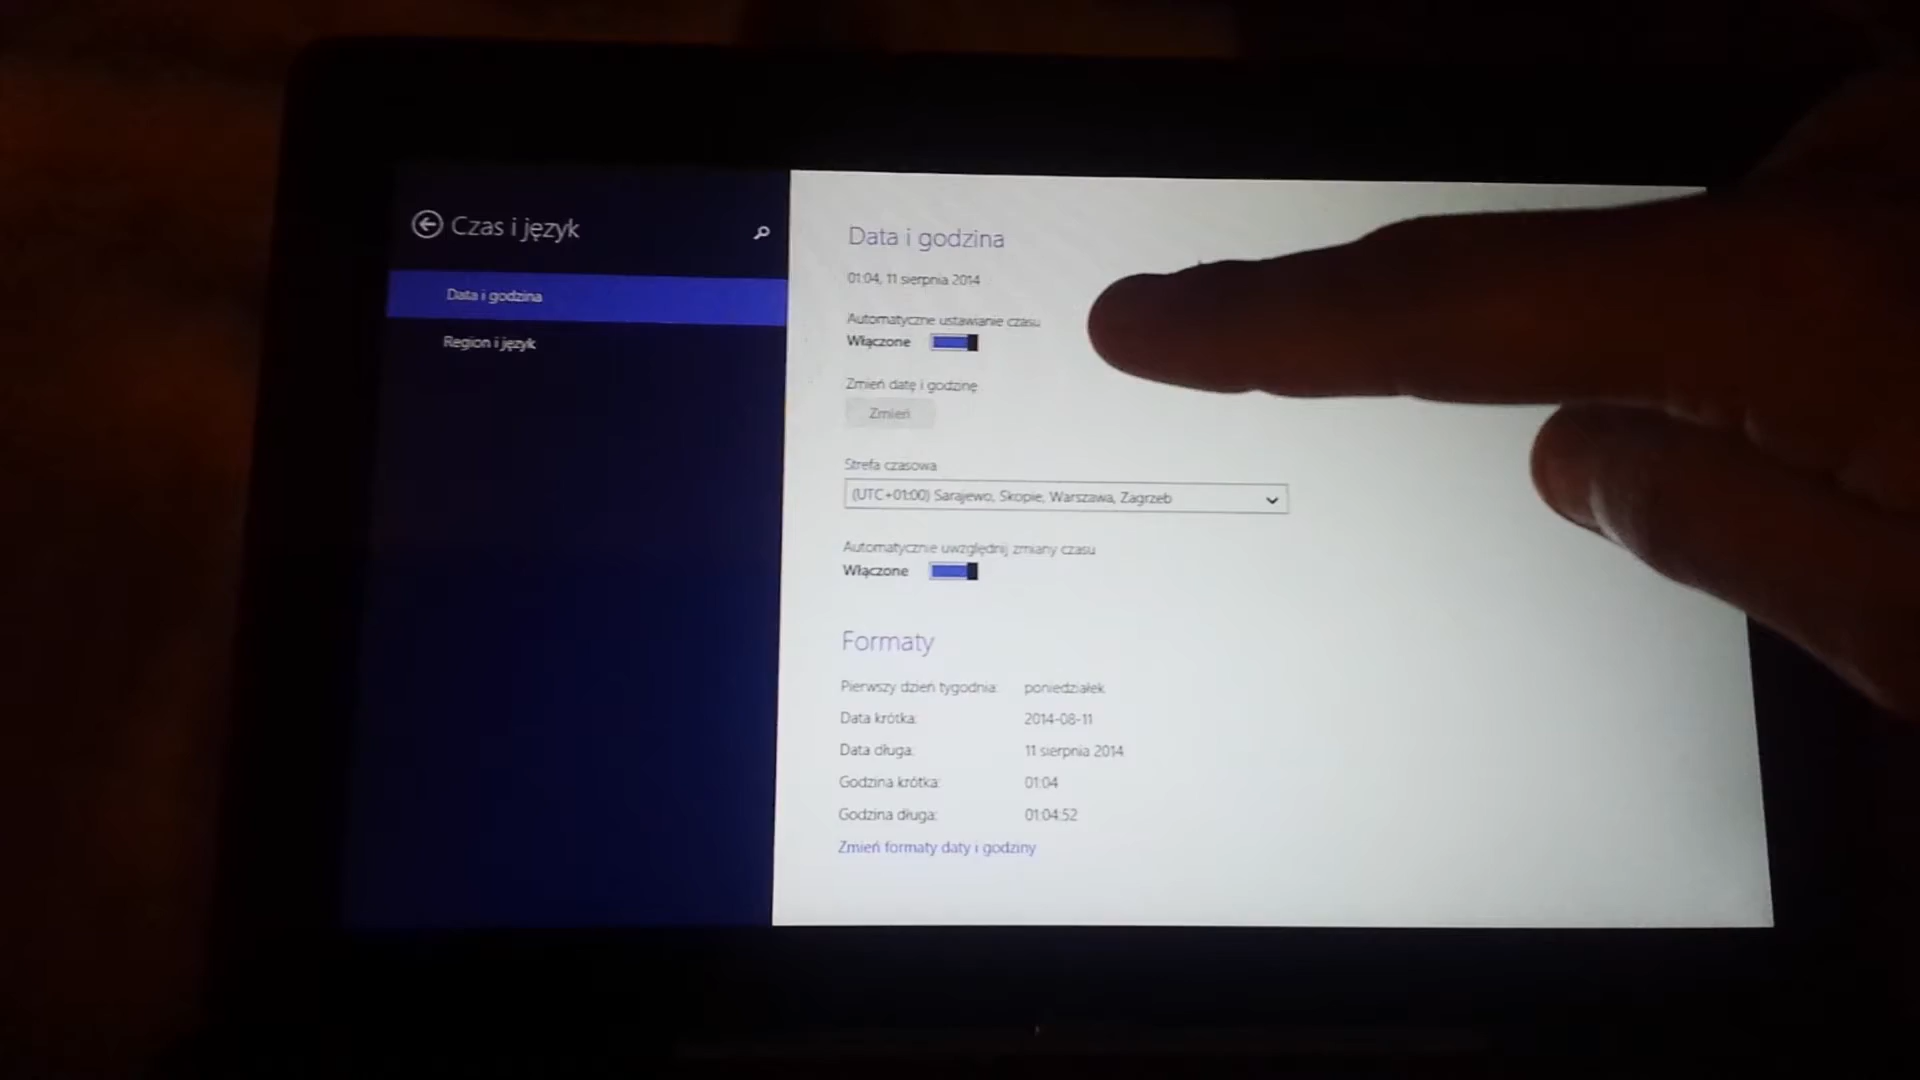 Czas i język
Data i godzina
Region i język
Data i godzina
01:04, 11 sierpnia 2014
Automatyczne ustawianie czasu
Włączone
Zmień datę i godzinę
Zmień
Strefa czasowa
(UTC+01:00) Sarajewo, Skopie, Warszawa, Zagrzeb
Automatycznie uwzględnij zmiany czasu
Włączone
Formaty
Pierwszy dzień tygodnia: poniedziałek
Data krótka: 2014-08-11
Data długa: 11 sierpnia 2014
Godzina krótka: 01:04
Godzina długa: 01:04:52
Zmień formaty daty i godziny